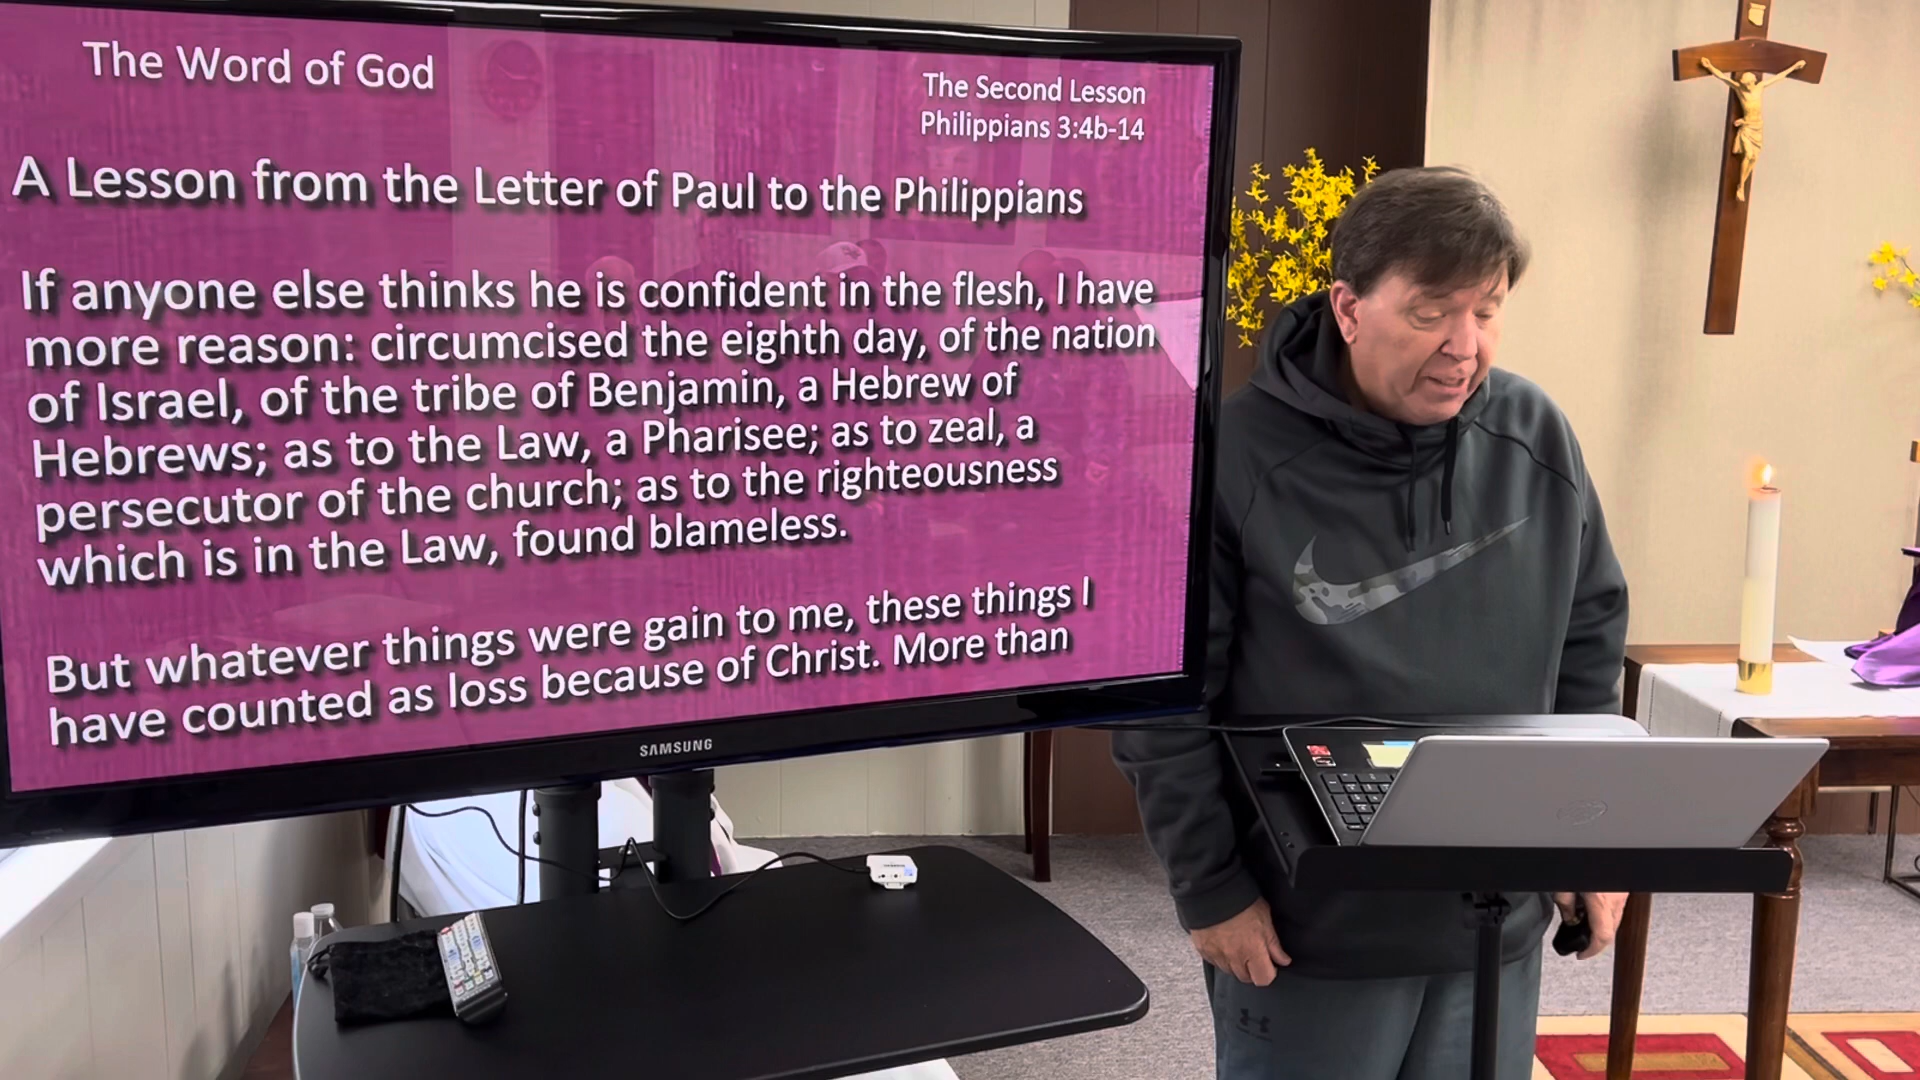 The Word of God
The Second Lesson
Philippians 3:4b-14
A Lesson from the Letter of Paul to the Philippians
If anyone else thinks he is confident in the flesh, I have
more reason: circumcised the eighth day, of the nation
of Israel, of the tribe of Benjamin, a Hebrew of
Hebrews; as to the Law, a Pharisee; as to zeal, a
persecutor of the church; as to the righteousness
which is in the Law, found blameless.
But whatever things were gain to me, these things I
have counted as loss because of Christ. More than
SAMSUNG